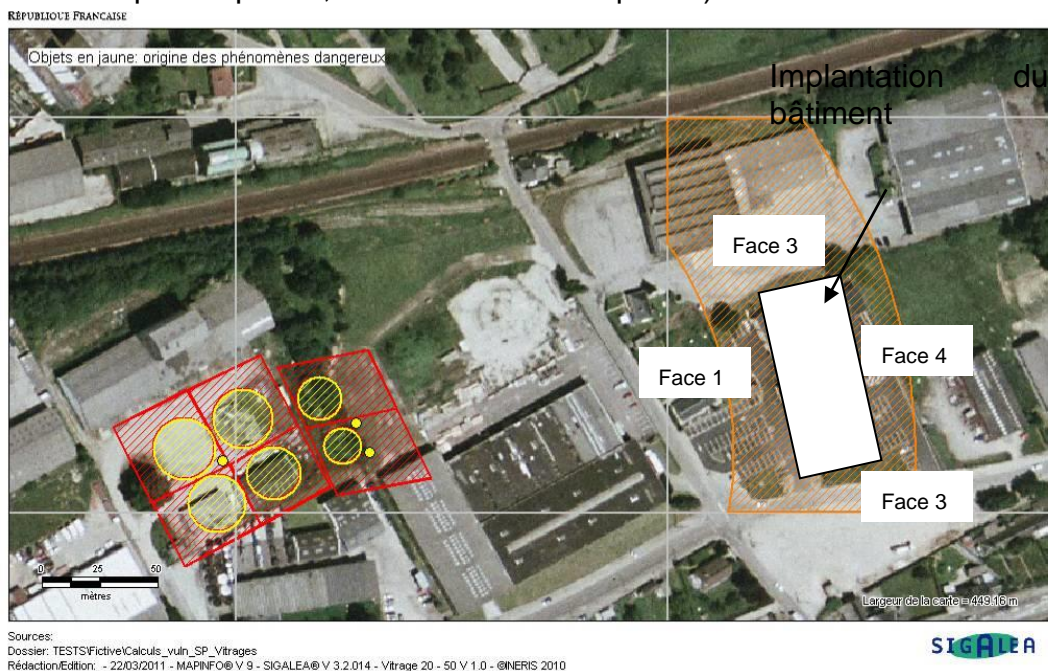 RÉPUBLIQUE FRANCAISE
Objets en jaune: origine des phénomènes dangereux
Implantation du
bâtiment
Face 3
Face 4
Face 1
Face 3
0 25 50
mètres
Largeur de la carte = 449.16 m
Sources:
Dossier: TESTS\Fictive\Calculs_vuln_SP_Vitrages
Rédaction/Edition: - 22/03/2011 - MAPINFO® V 9 - SIGALEA® V 3.2.014 - Vitrage 20 - 50 V 1.0 - ©INERIS 2010
SIGALEA